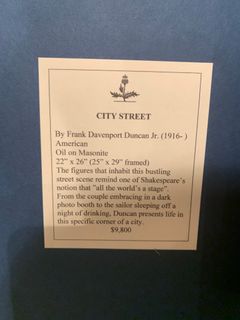 CITY STREET
By Frank Davenport Duncan Jr. (1916- )
American
Oil on Masonite
22” x 26” (25” x 29” framed)
The figures that inhabit this bustling
street scene remind one of Shakespeare's
notion that "all the world's a stage".
From the couple embracing in a dark
photo booth to the sailor sleeping off a
night of drinking, Duncan presents life in
this specific corner of a city.
$9,800